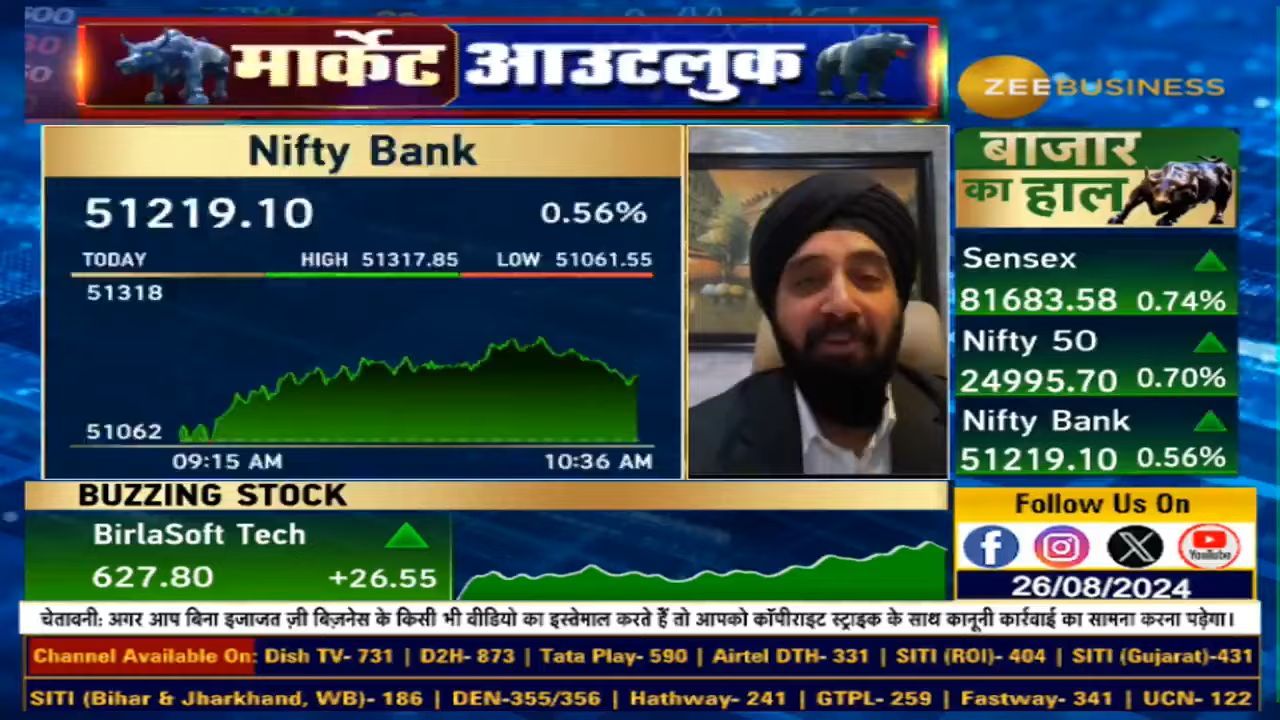 मार्केट आउटलुक
ZEEBUSINESS
Nifty Bank
51219.10 0.56%
TODAY HIGH 51317.85 LOW 51061.55
51318
51062
09:15 AM 10:36 AM
बाजार
का हाल
Sensex
81683.58 0.74%
Nifty 50
24995.70 0.70%
Nifty Bank
51219.10 0.56%
BUZZING STOCK
BirlaSoft Tech
627.80 +26.55
Follow Us On
YouTube
26/08/2024
चेतावनी: अगर आप बिना इजाजत ज़ी बिज़नेस के किसी भी वीडियो का इस्तेमाल करते हैं तो आपको कॉपीराइट स्ट्राइक के साथ कानूनी कार्रवाई का सामना करना पड़ेगा।
Channel Available On: Dish TV- 731 | D2H- 873 | Tata Play- 590 | Airtel DTH- 331 | SITI (ROI)- 404 | SITI (Gujarat)-431
SITI (Bihar & Jharkhand, WB)- 186 | DEN-355/356 | Hathway- 241 | GTPL- 259 | Fastway- 341 | UCN- 122